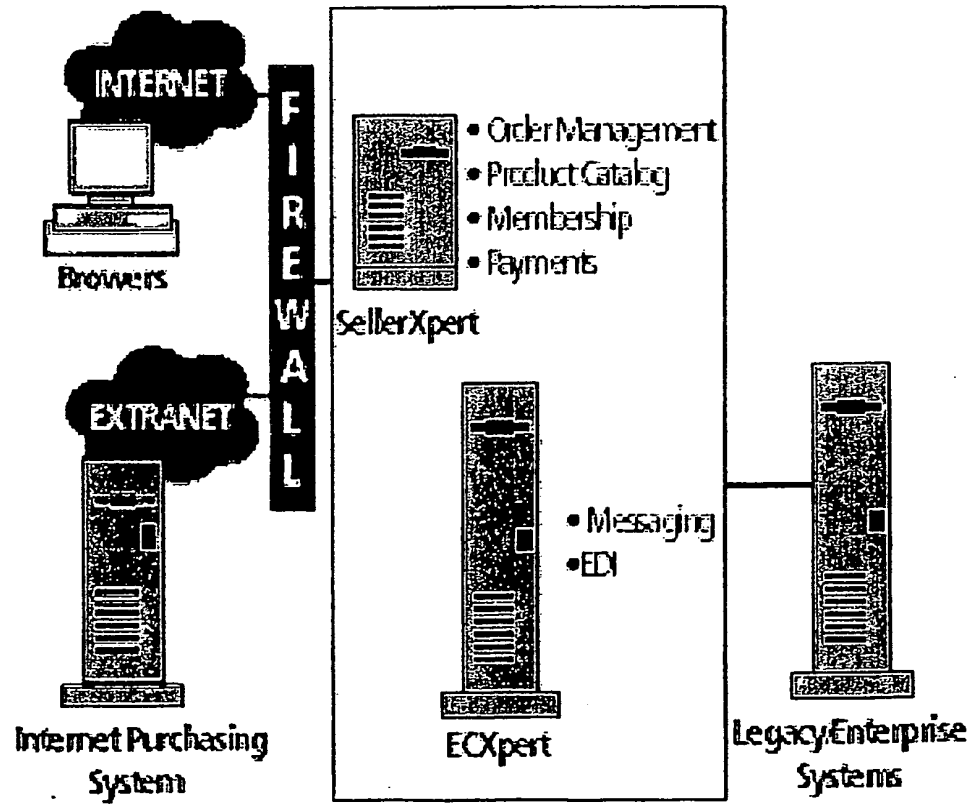 INTERNET
FIREWALL
• Order Management
• Product Catalog
• Membership
• Payments
Browers
SellerXpert
EXTRANET
• Messaging
• EDI
Internet Purchasing
System
ECXpert
Legacy/Enterprise
Systems